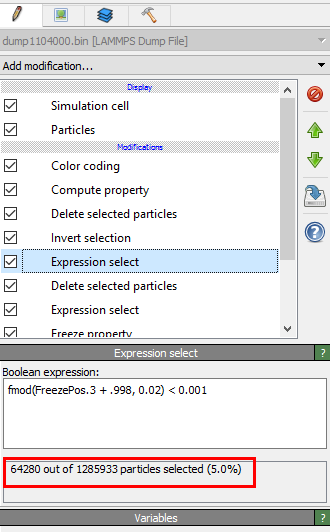 dump1104000.bin [LAMMPS Dump File]
Add modification...
Display
Simulation cell
Particles
Modifications
Color coding
Compute property
Delete selected particles
Invert selection
Expression select
Delete selected particles
Expression select
Freeze property
Expression select ?
Boolean expression:
fmod(FreezePos.3 + .998, 0.02) < 0.001
64280 out of 1285933 particles selected (5.0%)
Variables ?